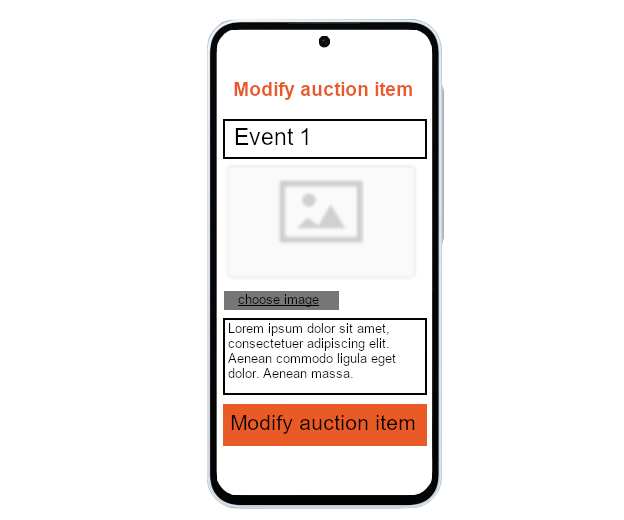 Modify auction item
Event 1
choose image
Lorem ipsum dolor sit amet,
consectetuer adipiscing elit.
Aenean commodo ligula eget
dolor. Aenean massa.
Modify auction item